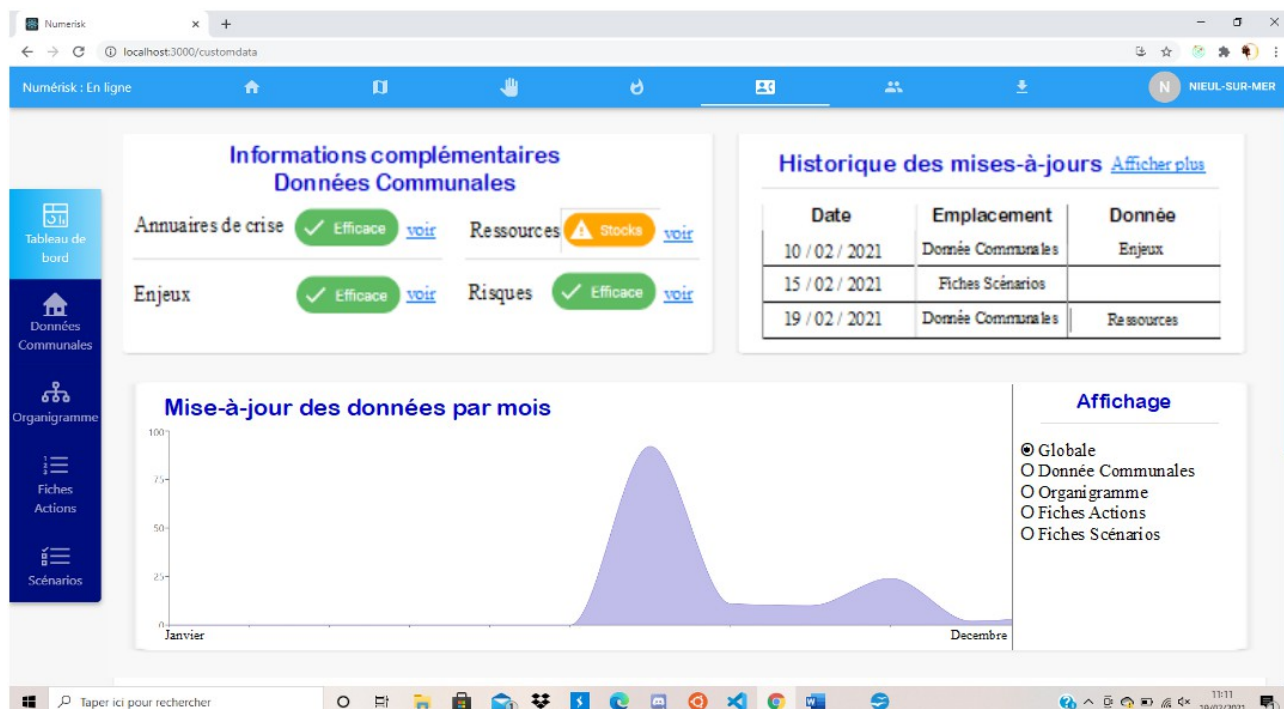 Numerisk
localhost:3000/customdata
Numérisk : En ligne
N NIEUL-SUR-MER
Tableau de
bord
Données
Communales
Organigramme
Fiches
Actions
Scénarios
Informations complémentaires
Données Communales
Annuaires de crise Efficace voir
Ressources Stocks voir
Enjeux Efficace voir
Risques Efficace voir
Historique des mises-à-jours Afficher plus
Date Emplacement Donnée
10 / 02 / 2021 Donnée Communales Enjeux
15 / 02 / 2021 Fiches Scénarios
19 / 02 / 2021 Donnée Communales Ressources
Mise-à-jour des données par mois
100
75
50
25
0
Janvier
Decembre
Affichage
Globale
Donnée Communales
Organigramme
Fiches Actions
Fiches Scénarios
Taper ici pour rechercher
11:11
19/02/2021